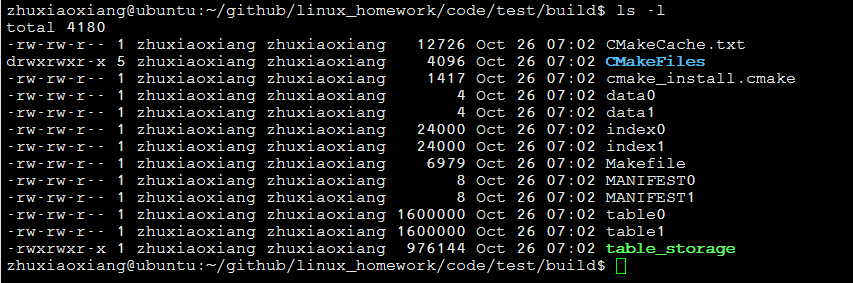 zhuxiaoxiang@ubuntu:~/github/linux_homework/code/test/build$ ls -l
total 4180
-rw-rw-r-- 1 zhuxiaoxiang zhuxiaoxiang   12726 Oct 26 07:02 CMakeCache.txt
drwxrwxr-x 5 zhuxiaoxiang zhuxiaoxiang    4096 Oct 26 07:02 CMakeFiles
-rw-rw-r-- 1 zhuxiaoxiang zhuxiaoxiang    1417 Oct 26 07:02 cmake_install.cmake
-rw-rw-r-- 1 zhuxiaoxiang zhuxiaoxiang       4 Oct 26 07:02 data0
-rw-rw-r-- 1 zhuxiaoxiang zhuxiaoxiang       4 Oct 26 07:02 data1
-rw-rw-r-- 1 zhuxiaoxiang zhuxiaoxiang   24000 Oct 26 07:02 index0
-rw-rw-r-- 1 zhuxiaoxiang zhuxiaoxiang   24000 Oct 26 07:02 index1
-rw-rw-r-- 1 zhuxiaoxiang zhuxiaoxiang    6979 Oct 26 07:02 Makefile
-rw-rw-r-- 1 zhuxiaoxiang zhuxiaoxiang       8 Oct 26 07:02 MANIFEST0
-rw-rw-r-- 1 zhuxiaoxiang zhuxiaoxiang       8 Oct 26 07:02 MANIFEST1
-rw-rw-r-- 1 zhuxiaoxiang zhuxiaoxiang 1600000 Oct 26 07:02 table0
-rw-rw-r-- 1 zhuxiaoxiang zhuxiaoxiang 1600000 Oct 26 07:02 table1
-rwxrwxr-x 1 zhuxiaoxiang zhuxiaoxiang  976144 Oct 26 07:02 table_storage
zhuxiaoxiang@ubuntu:~/github/linux_homework/code/test/build$